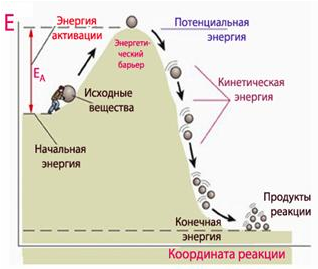 E
Энергия
активации
Потенциальная
энергия
Энергети-
ческий
барьер
EА
Исходные
вещества
Кинетическая
энергия
Начальная
энергия
Продукты
реакции
Конечная
энергия
Координата реакции